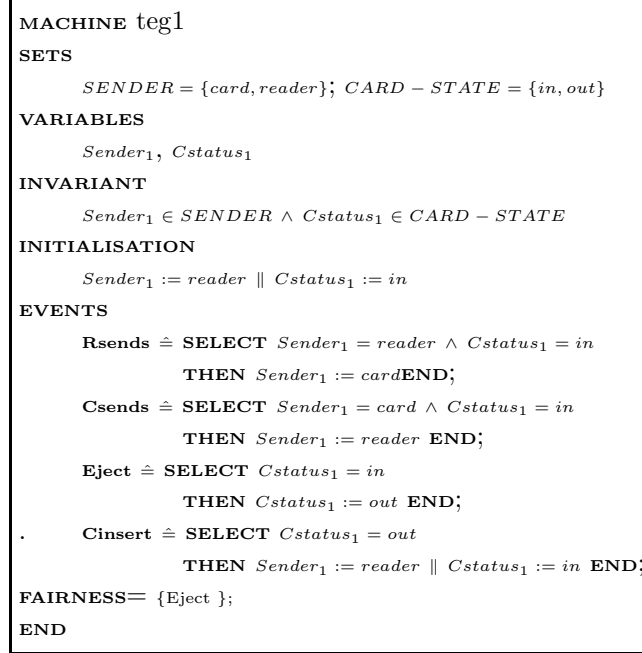 MACHINE teg1
SETS
SENDER = {card, reader}; CARD − STATE = {in, out}
VARIABLES
Sender₁, Cstatus₁
INVARIANT
Sender₁ ∈ SENDER ∧ Cstatus₁ ∈ CARD − STATE
INITIALISATION
Sender₁ := reader ∥ Cstatus₁ := in
EVENTS
Rsends ≙ SELECT Sender₁ = reader ∧ Cstatus₁ = in
THEN Sender₁ := cardEND;
Csends ≙ SELECT Sender₁ = card ∧ Cstatus₁ = in
THEN Sender₁ := reader END;
Eject ≙ SELECT Cstatus₁ = in
THEN Cstatus₁ := out END;
. Cinsert ≙ SELECT Cstatus₁ = out
THEN Sender₁ := reader ∥ Cstatus₁ := in END;
FAIRNESS= {Eject };
END